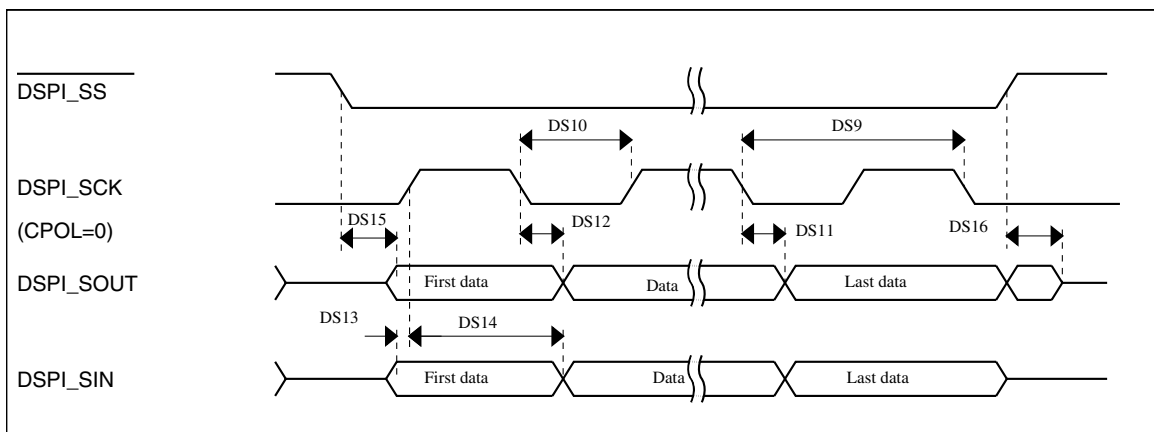 DSPI_SS
DS10
DS9
DSPI_SCK
(CPOL=0)
DS15
DS12
DS11
DS16
DSPI_SOUT
First data
Data
Last data
DS13
DS14
DSPI_SIN
First data
Data
Last data